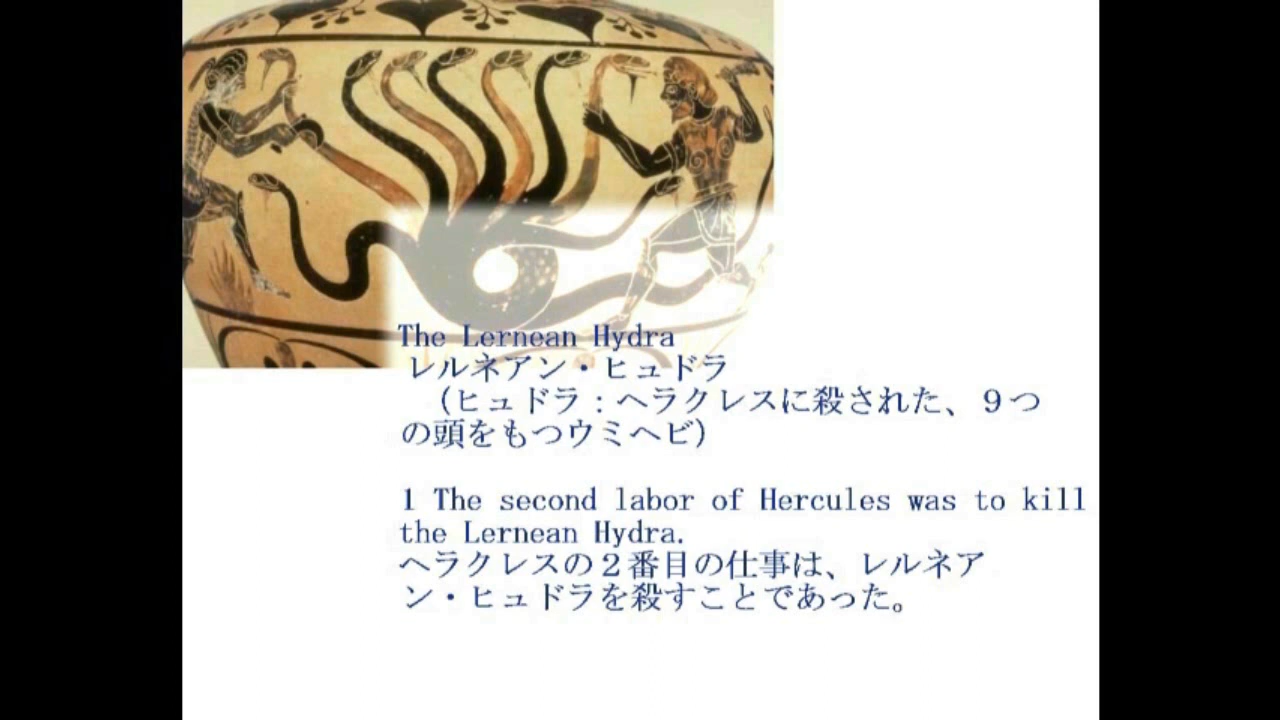 The Lernean Hydra
レルネアン・ヒュドラ
（ヒュドラ：ヘラクレスに殺された、９つ
の頭をもつウミヘビ）
1 The second labor of Hercules was to kill
the Lernean Hydra.
ヘラクレスの２番目の仕事は、レルネア
ン・ヒュドラを殺すことであった。